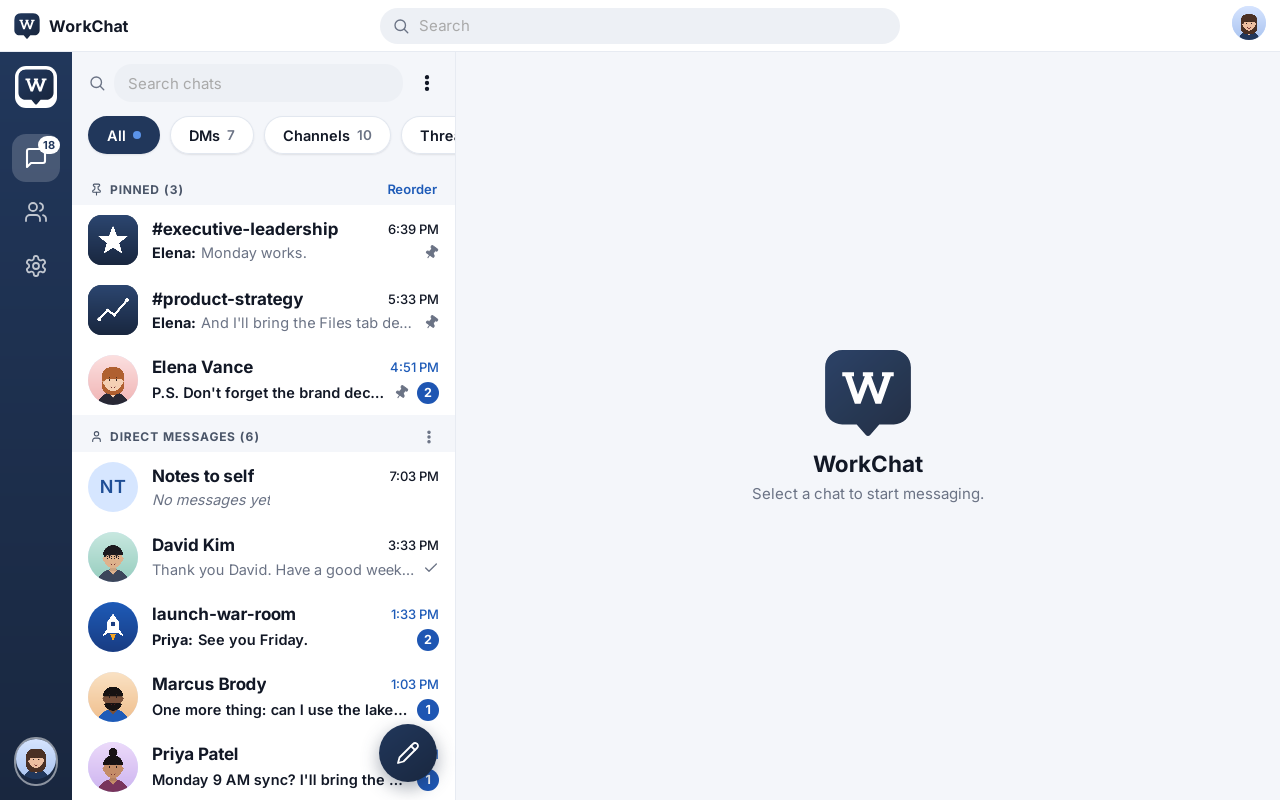 W WorkChat
Search
W
Search chats
All
DMs 7
Channels 10
18
PINNED (3)
Reorder
#executive-leadership
6:39 PM
Elena: Monday works.
#product-strategy
5:33 PM
Elena: And I'll bring the Files tab de...
Elena Vance
4:51 PM
P.S. Don't forget the brand dec...
2
DIRECT MESSAGES (6)
NT
Notes to self
7:03 PM
No messages yet
David Kim
3:33 PM
Thank you David. Have a good week...
launch-war-room
1:33 PM
Priya: See you Friday.
2
Marcus Brody
1:03 PM
One more thing: can I use the lake...
1
Priya Patel
Monday 9 AM sync? I'll bring the ...
1
W
WorkChat
Select a chat to start messaging.